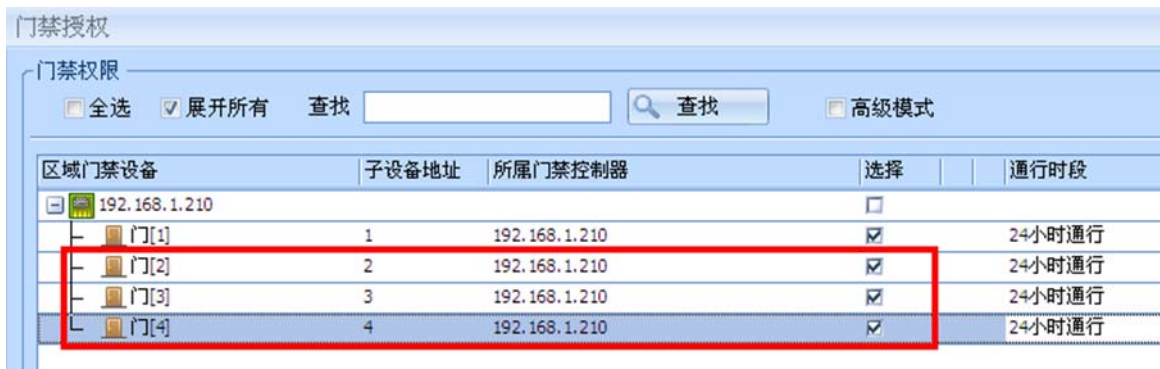 门禁授权
门禁权限
全选 展开所有 查找 查找 高级模式
区域门禁设备 子设备地址 所属门禁控制器 选择 通行时段
192.168.1.210
门[1] 1 192.168.1.210 24小时通行
门[2] 2 192.168.1.210 24小时通行
门[3] 3 192.168.1.210 24小时通行
门[4] 4 192.168.1.210 24小时通行